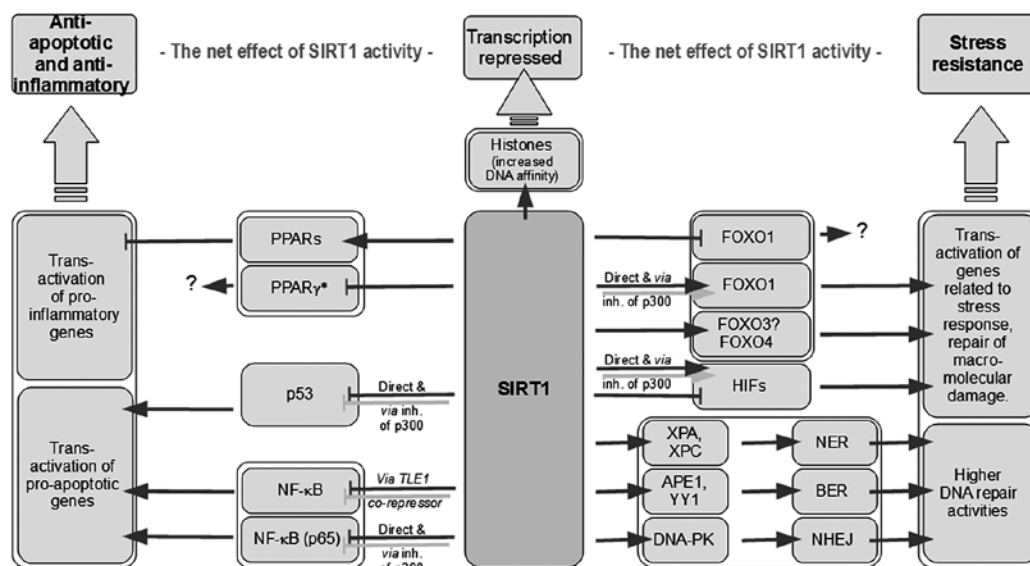 Anti-
apoptotic
and anti-
inflammatory
- The net effect of SIRT1 activity -
Transcription
repressed
- The net effect of SIRT1 activity -
Stress
resistance
Histones
(increased
DNA affinity)
Trans-
activation
of pro-
inflammatory
genes
Trans-
activation of
pro-apoptotic
genes
PPARs
?
PPARγ*
p53
Direct &
via inh.
of p300
NF-κB
Via TLE1
co-repressor
NF-κB (p65)
Direct &
via inh.
of p300
SIRT1
FOXO1
?
Direct & via
inh. of p300
FOXO1
FOXO3?
FOXO4
Direct & via
inh. of p300
HIFs
XPA,
XPC
NER
APE1,
YY1
BER
DNA-PK
NHEJ
Trans-
activation of
genes
related to
stress
response,
repair of
macro-
molecular
damage.
Higher
DNA repair
activities